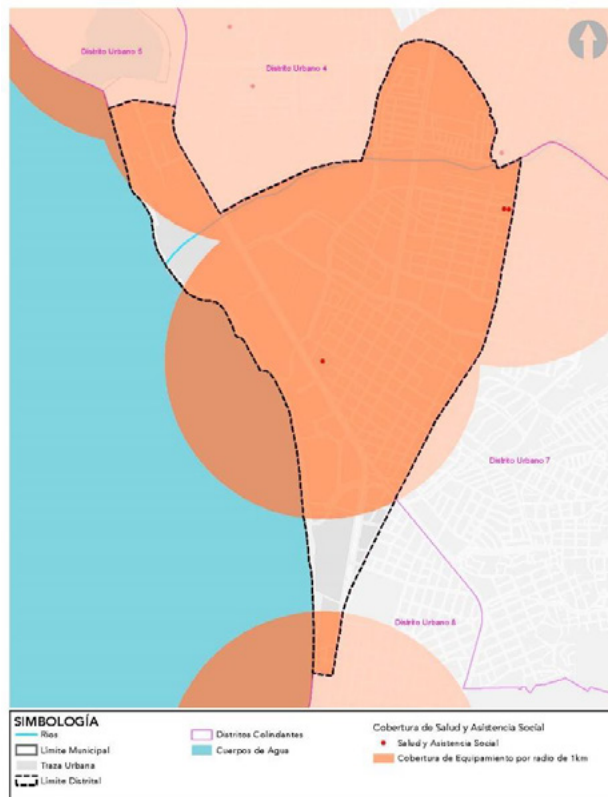 Distrito Urbano 5
Distrito Urbano 4
Distrito Urbano 7
Distrito Urbano 8
SIMBOLOGÍA
Ríos
Límite Municipal
Traza Urbana
Límite Distrital
Distritos Colindantes
Cuerpos de Agua
Cobertura de Salud y Asistencia Social
Salud y Asistencia Social
Cobertura de Equipamiento por radio de 1km